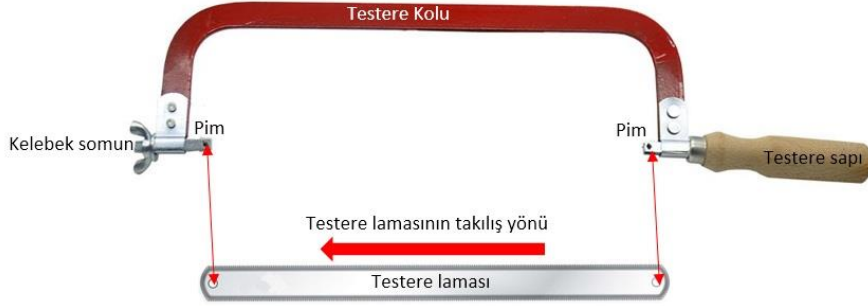 Testere Kolu
Pim
Pim
Kelebek somun
Testere sapı
Testere lamasının takılış yönü
Testere laması